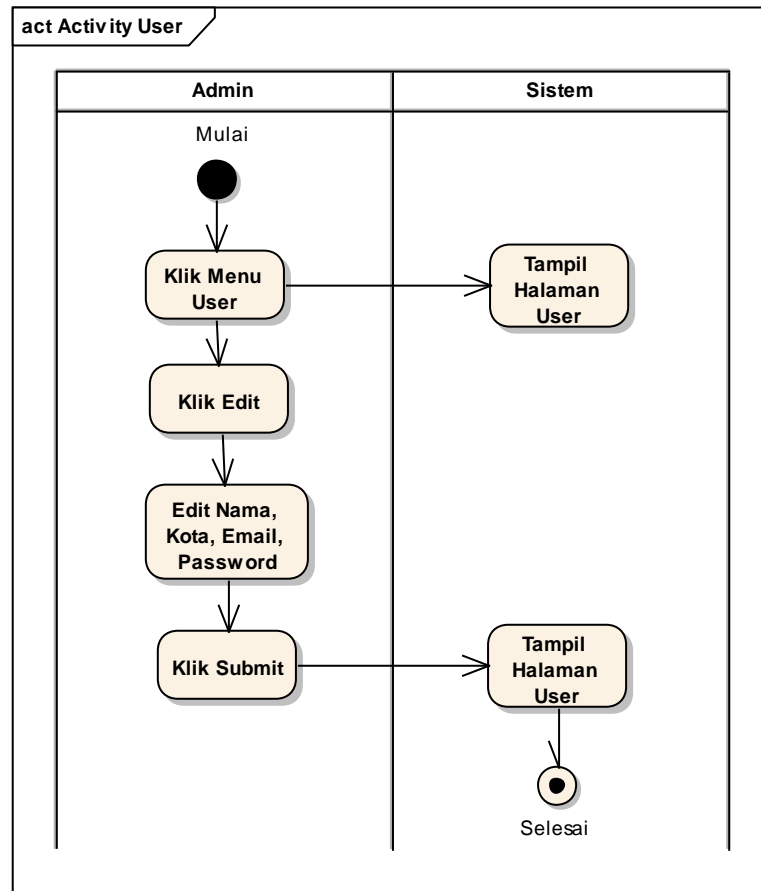 act Activity User
Admin
Sistem
Mulai
Klik Menu
User
Tampil
Halaman
User
Klik Edit
Edit Nama,
Kota, Email,
Password
Klik Submit
Tampil
Halaman
User
Selesai